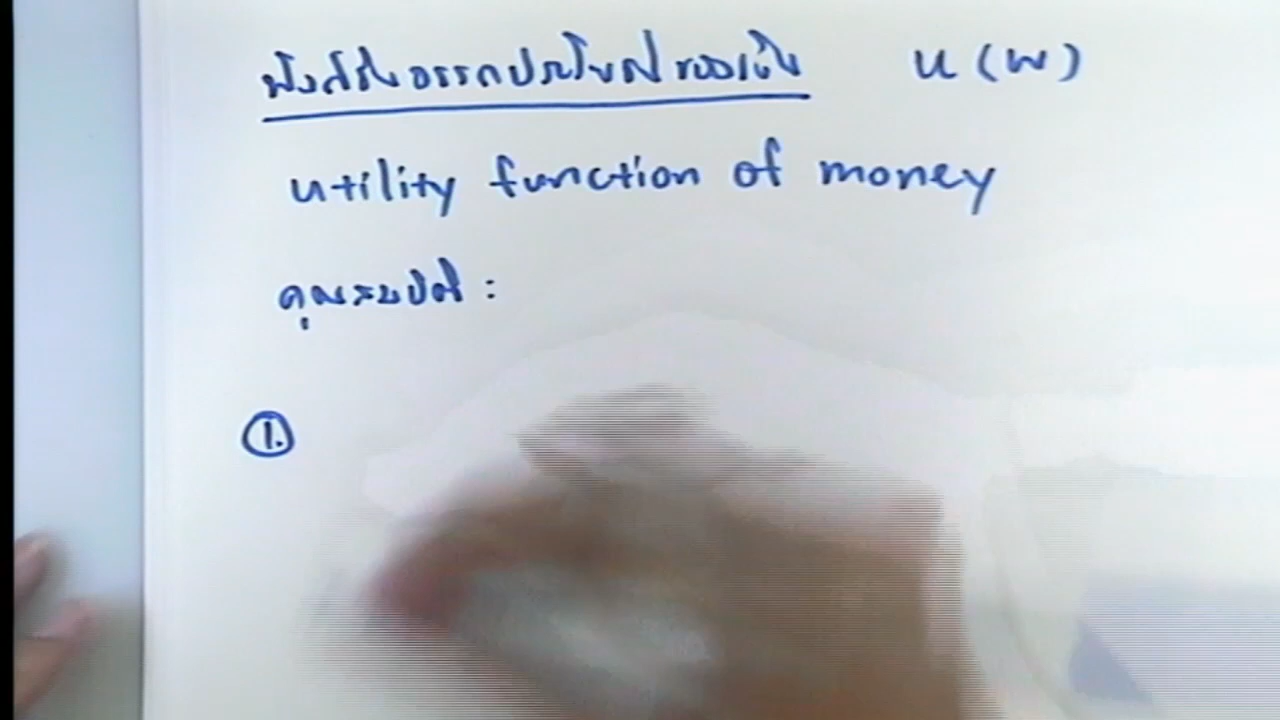 ฟังก์ชันอรรถประโยชน์ของเงิน u(w)
utility function of money
คุณสมบัติ :
1.